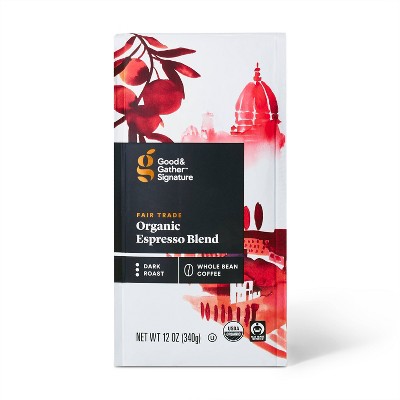 Good &
Gather™
Signature
FAIR TRADE
Organic
Espresso Blend
DARK
ROAST
WHOLE BEAN
COFFEE
NET WT 12 OZ (340g)
U
USDA
ORGANIC